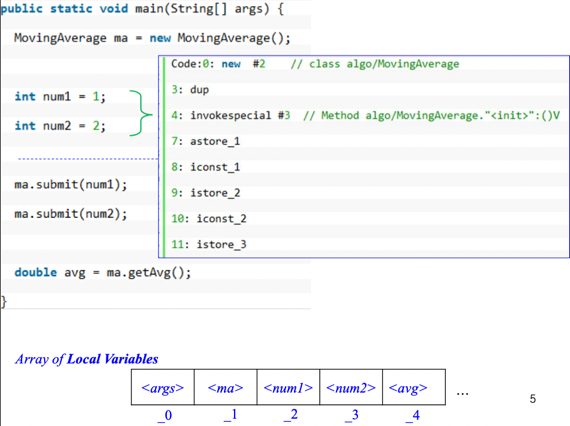 public static void main(String[] args) {
MovingAverage ma = new MovingAverage();
int num1 = 1;
int num2 = 2;
ma.submit(num1);
ma.submit(num2);
double avg = ma.getAvg();
}
Code:0: new #2 // class algo/MovingAverage
3: dup
4: invokespecial #3 // Method algo/MovingAverage."<init>":()V
7: astore_1
8: iconst_1
9: istore_2
10: iconst_2
11: istore_3
Array of Local Variables
<args> <ma> <num1> <num2> <avg> ...
_0 _1 _2 _3 _4
5